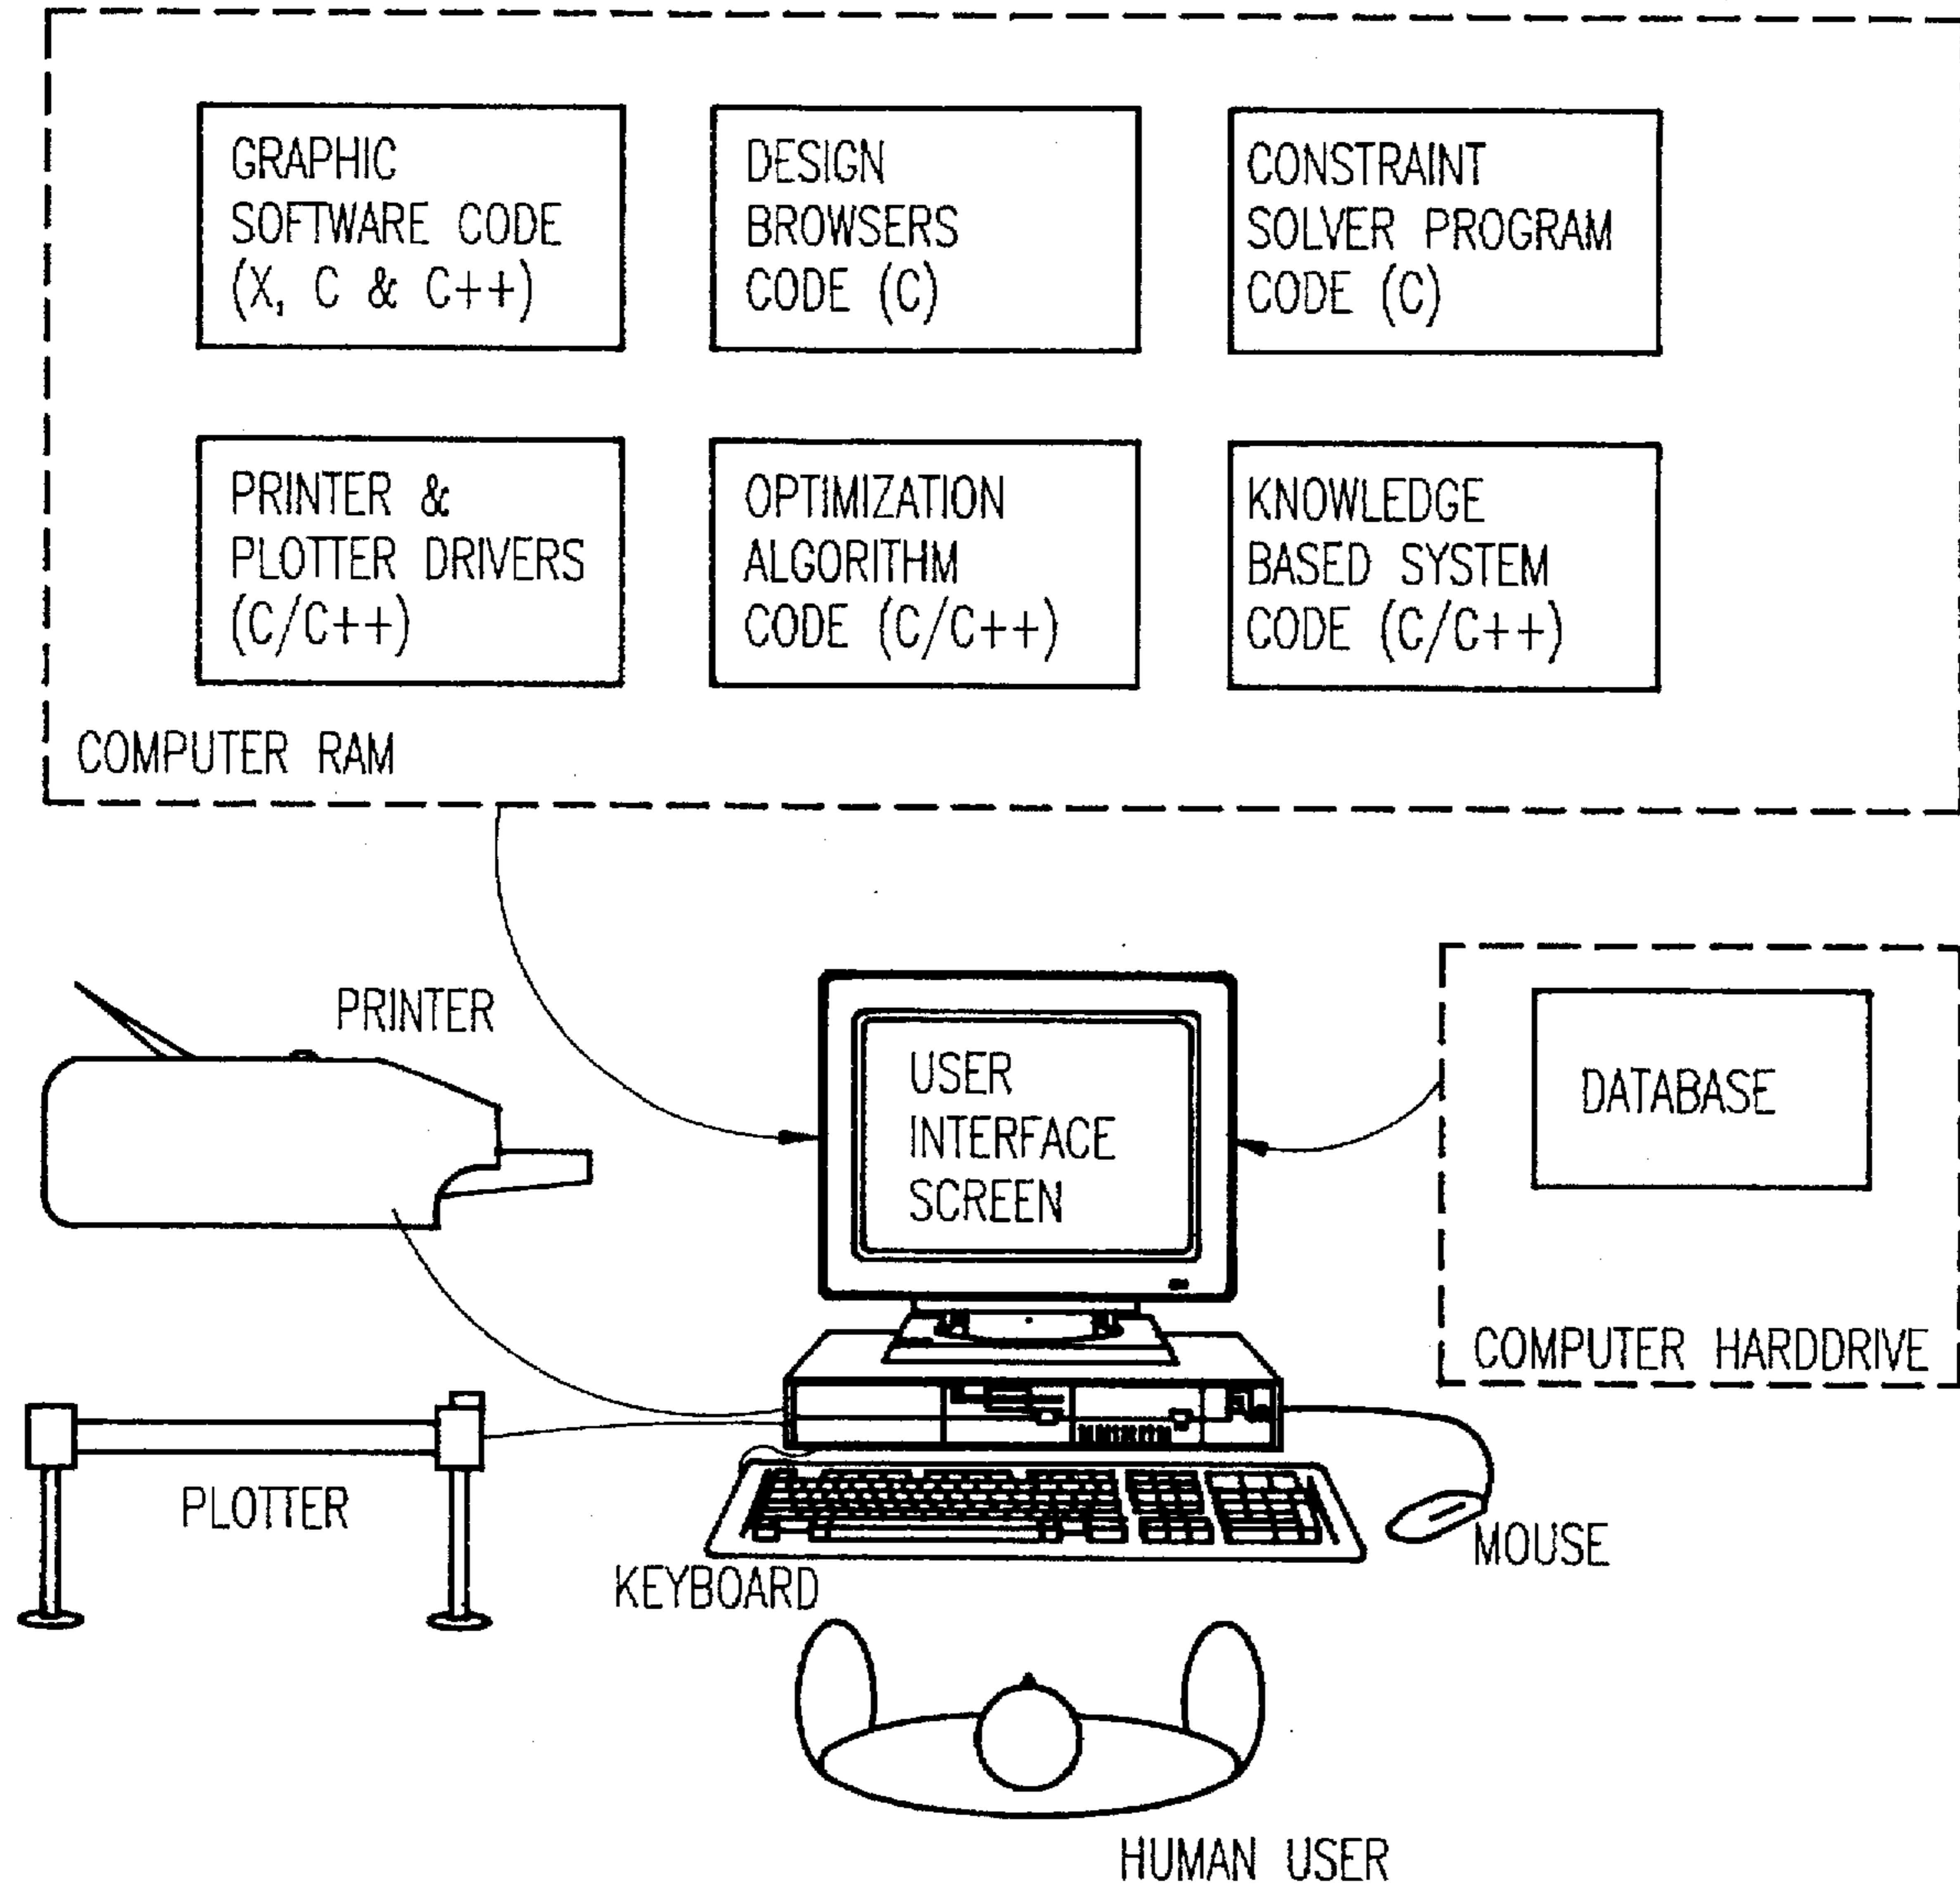 GRAPHIC
SOFTWARE CODE
(X, C & C++)
DESIGN
BROWSERS
CODE (C)
CONSTRAINT
SOLVER PROGRAM
CODE (C)
PRINTER &
PLOTTER DRIVERS
(C/C++)
OPTIMIZATION
ALGORITHM
CODE (C/C++)
KNOWLEDGE
BASED SYSTEM
CODE (C/C++)
COMPUTER RAM
PRINTER
USER
INTERFACE
SCREEN
DATABASE
COMPUTER HARDDRIVE
PLOTTER
KEYBOARD
MOUSE
HUMAN USER